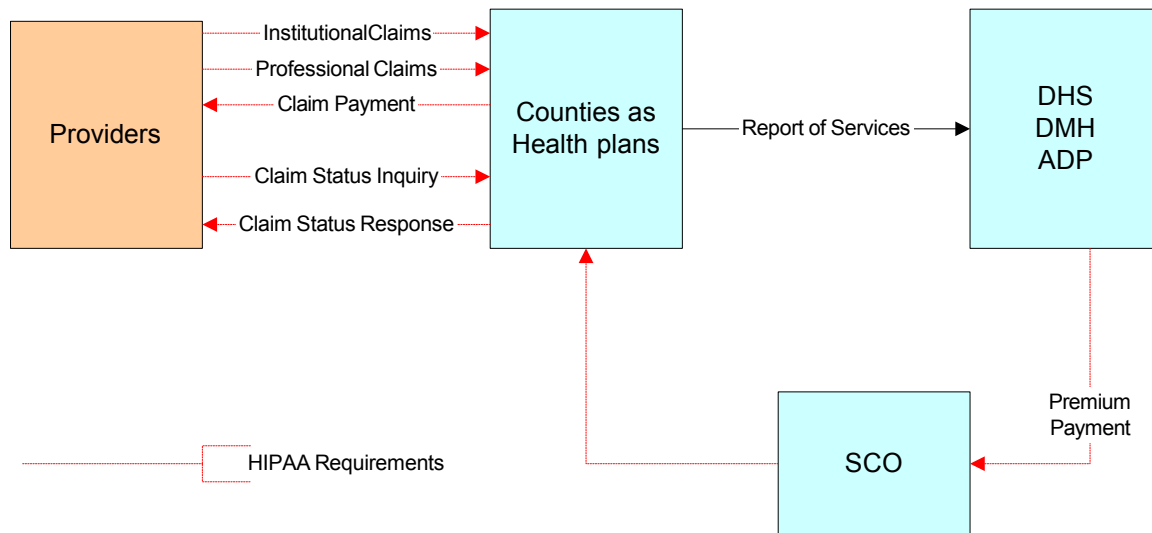 InstitutionalClaims
Professional Claims
Claim Payment
Claim Status Inquiry
Claim Status Response
Providers
Counties as
Health plans
Report of Services
DHS
DMH
ADP
Premium
Payment
SCO
HIPAA Requirements